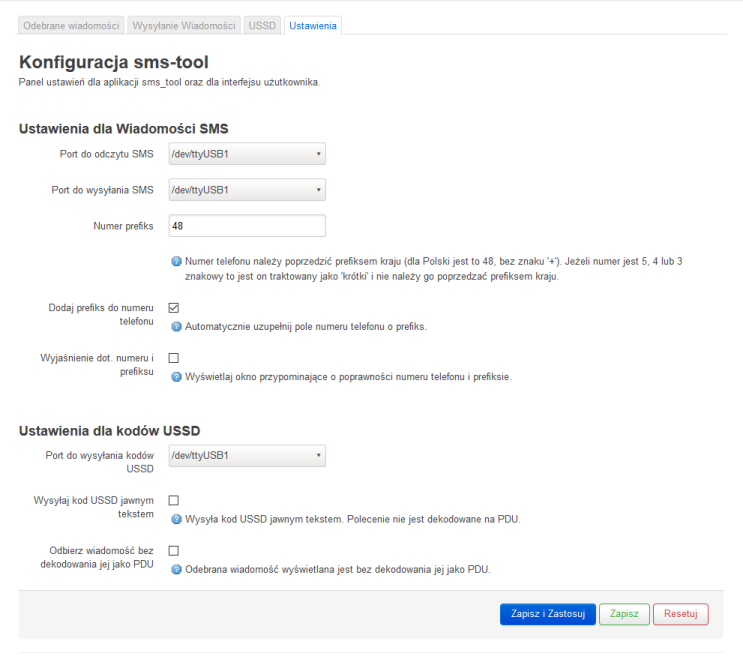 Odebrane wiadomości Wysyłanie Wiadomości USSD Ustawienia
Konfiguracja sms-tool
Panel ustawień dla aplikacji sms_tool oraz dla interfejsu użutkownika.
Ustawienia dla Wiadomości SMS
Port do odczytu SMS /dev/ttyUSB1
Port do wysyłania SMS /dev/ttyUSB1
Numer prefiks 48
Numer telefonu należy poprzedzić prefiksem kraju (dla Polski jest to 48, bez znaku '+'). Jeżeli numer jest 5, 4 lub 3
znakowy to jest on traktowany jako 'krótki' i nie należy go poprzedzać prefiksem kraju.
Dodaj prefiks do numeru
telefonu
Automatycznie uzupełnij pole numeru telefonu o prefiks.
Wyjaśnienie dot. numeru i
prefiksu
Wyświetlaj okno przypominające o poprawności numeru telefonu i prefiksie.
Ustawienia dla kodów USSD
Port do wysyłania kodów
USSD
/dev/ttyUSB1
Wysyłaj kod USSD jawnym
tekstem
Wysyła kod USSD jawnym tekstem. Polecenie nie jest dekodowane na PDU.
Odbierz wiadomość bez
dekodowania jej jako PDU
Odebrana wiadomość wyświetlana jest bez dekodowania jej jako PDU.
Zapisz i Zastosuj Zapisz Resetuj